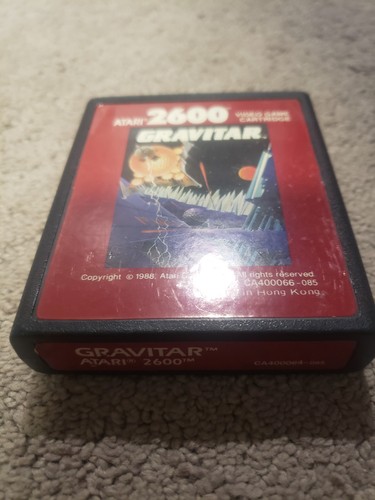 ATARI® 2600™ VIDEO GAME
CARTRIDGE
GRAVITAR.
Copyright © 1988, Atari All rights reserved.
CA400066-085
in Hong Kong
GRAVITAR™
ATARI® 2600™